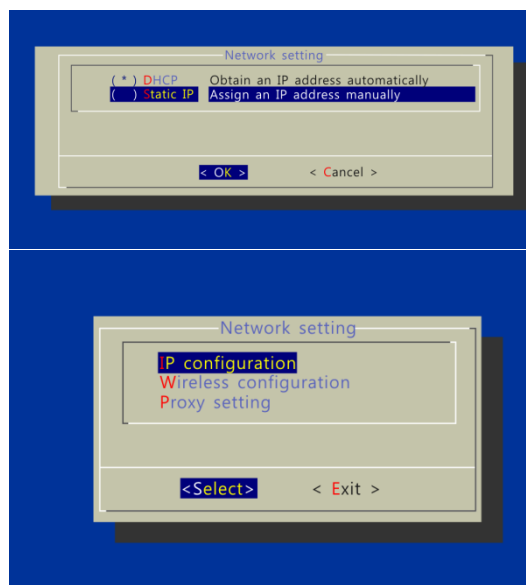 Network setting
( * ) DHCP Obtain an IP address automatically
( ) Static IP Assign an IP address manually
< OK > < Cancel >
Network setting
IP configuration
Wireless configuration
Proxy setting
<Select> < Exit >